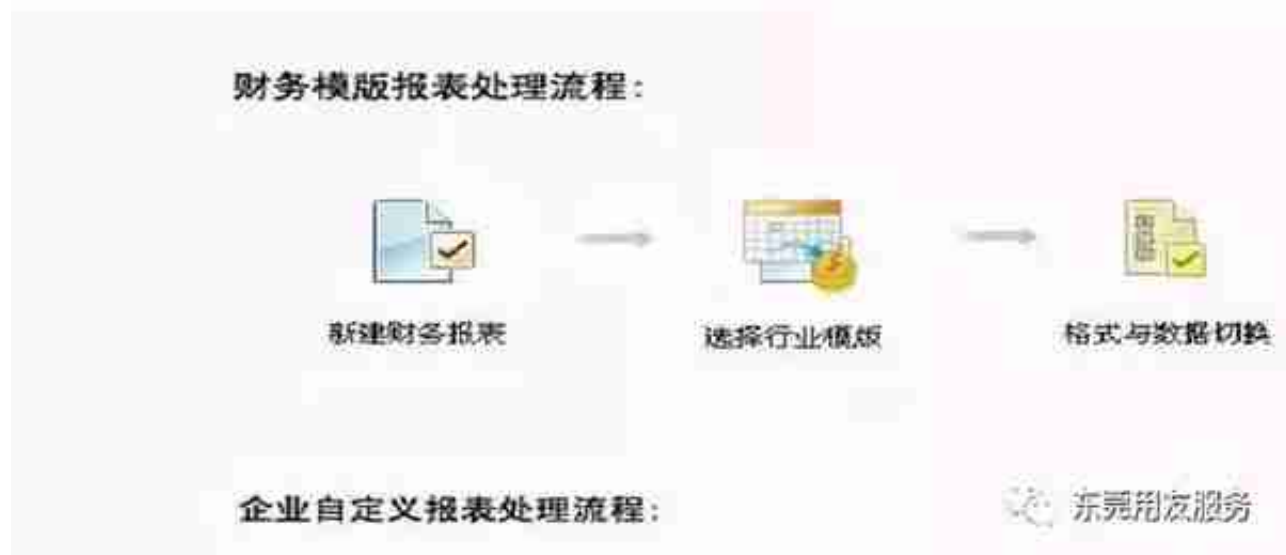 财务模版报表处理流程：
新建财务报表
选择行业模版
格式与数据切换
企业自定义报表处理流程：
东莞用友服务